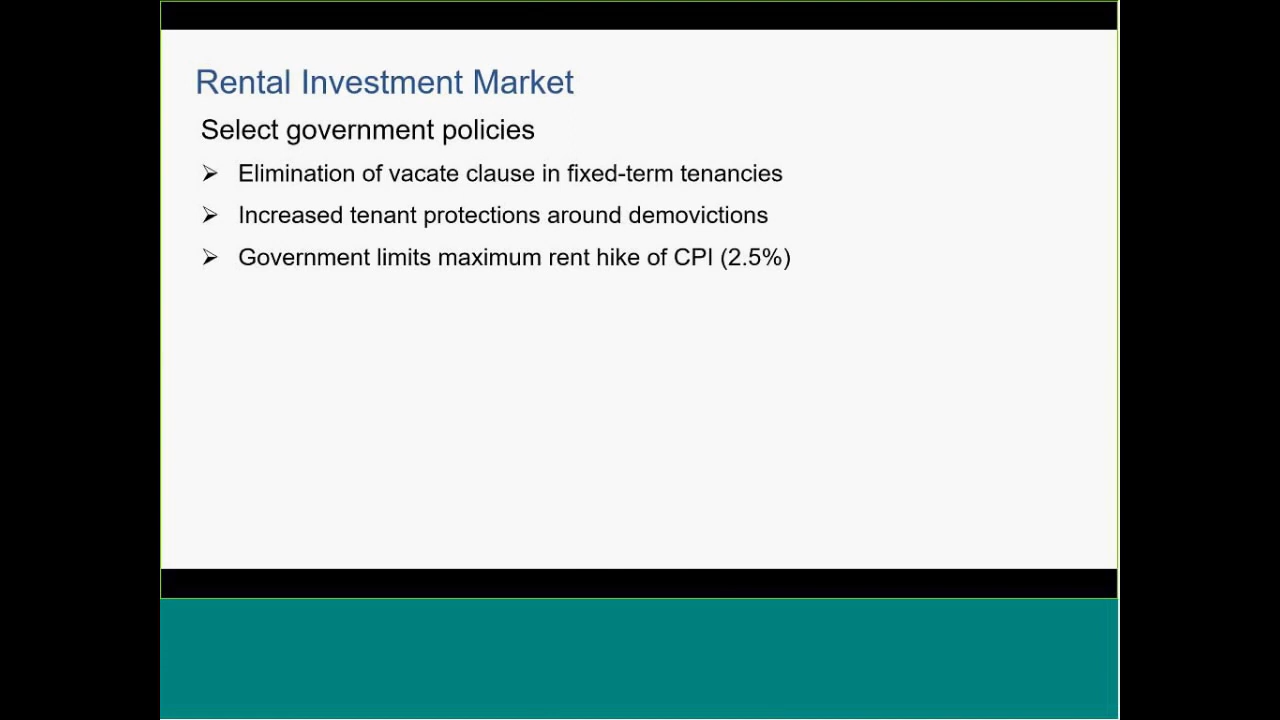 Rental Investment Market
Select government policies
➢ Elimination of vacate clause in fixed-term tenancies
➢ Increased tenant protections around demovictions
➢ Government limits maximum rent hike of CPI (2.5%)